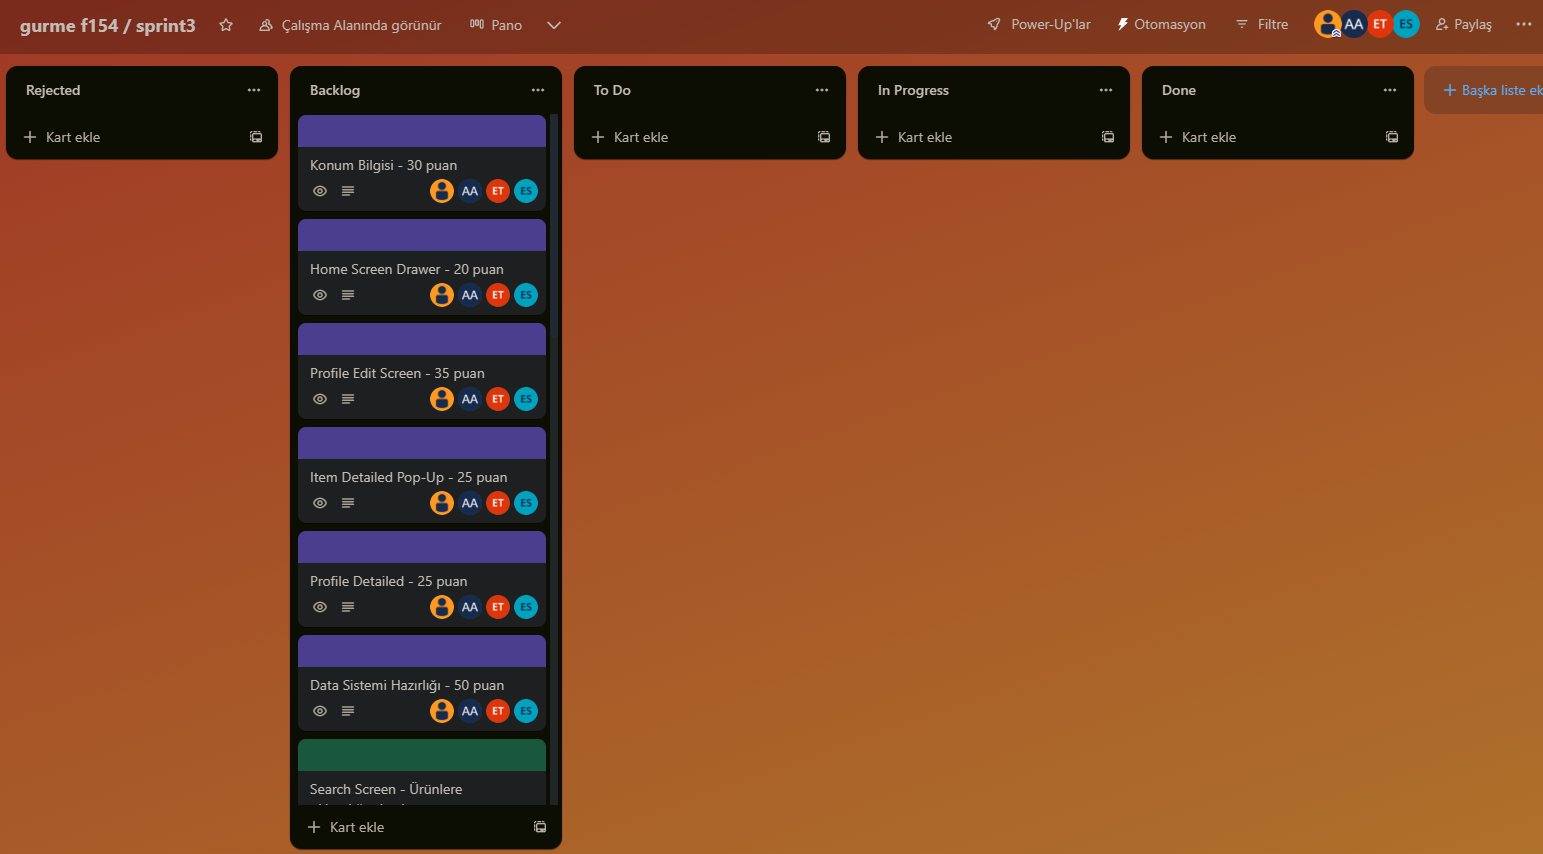 gurme f154 / sprint3
Çalışma Alanında görünür
Pano
Power-Up'lar
Otomasyon
Filtre
AA
ET
ES
Paylaş
Rejected
Kart ekle
Backlog
Konum Bilgisi - 30 puan
AA ET ES
Home Screen Drawer - 20 puan
AA ET ES
Profile Edit Screen - 35 puan
AA ET ES
Item Detailed Pop-Up - 25 puan
AA ET ES
Profile Detailed - 25 puan
AA ET ES
Data Sistemi Hazırlığı - 50 puan
AA ET ES
Search Screen - Ürünlere
Kart ekle
To Do
Kart ekle
In Progress
Kart ekle
Done
Kart ekle
Başka liste ek